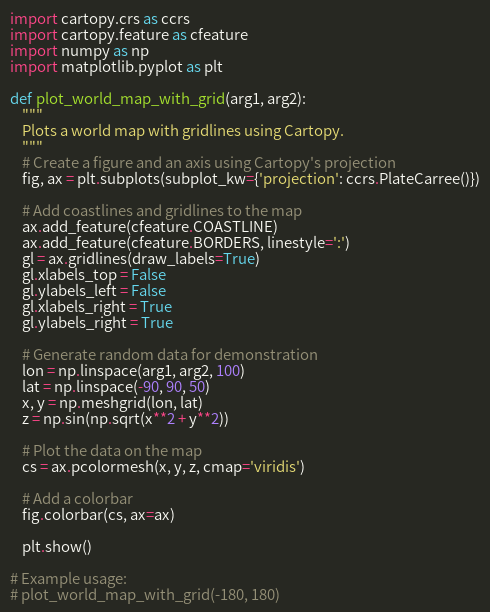 import cartopy.crs as ccrs
import cartopy.feature as cfeature
import numpy as np
import matplotlib.pyplot as plt

def plot_world_map_with_grid(arg1, arg2):
    """
    Plots a world map with gridlines using Cartopy.
    """
    # Create a figure and an axis using Cartopy's projection
    fig, ax = plt.subplots(subplot_kw={'projection': ccrs.PlateCarree()})

    # Add coastlines and gridlines to the map
    ax.add_feature(cfeature.COASTLINE)
    ax.add_feature(cfeature.BORDERS, linestyle=':')
    gl = ax.gridlines(draw_labels=True)
    gl.xlabels_top = False
    gl.ylabels_left = False
    gl.xlabels_right = True
    gl.ylabels_right = True

    # Generate random data for demonstration
    lon = np.linspace(arg1, arg2, 100)
    lat = np.linspace(-90, 90, 50)
    x, y = np.meshgrid(lon, lat)
    z = np.sin(np.sqrt(x**2 + y**2))

    # Plot the data on the map
    cs = ax.pcolormesh(x, y, z, cmap='viridis')

    # Add a colorbar
    fig.colorbar(cs, ax=ax)

    plt.show()

# Example usage:
# plot_world_map_with_grid(-180, 180)